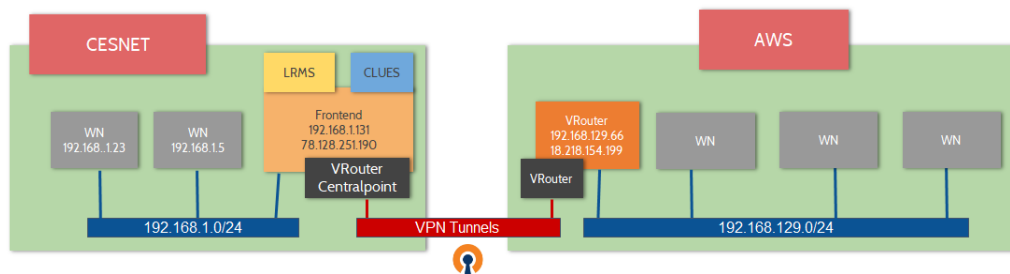 CESNET
LRMS
CLUES
Frontend
192.168.1.131
78.128.251.190
WN
192.168..1.23
WN
192.168.1.5
VRouter
Centralpoint
192.168.1.0/24
VPN Tunnels
AWS
VRouter
192.168.129.66
18.218.154.199
VRouter
WN
WN
WN
192.168.129.0/24